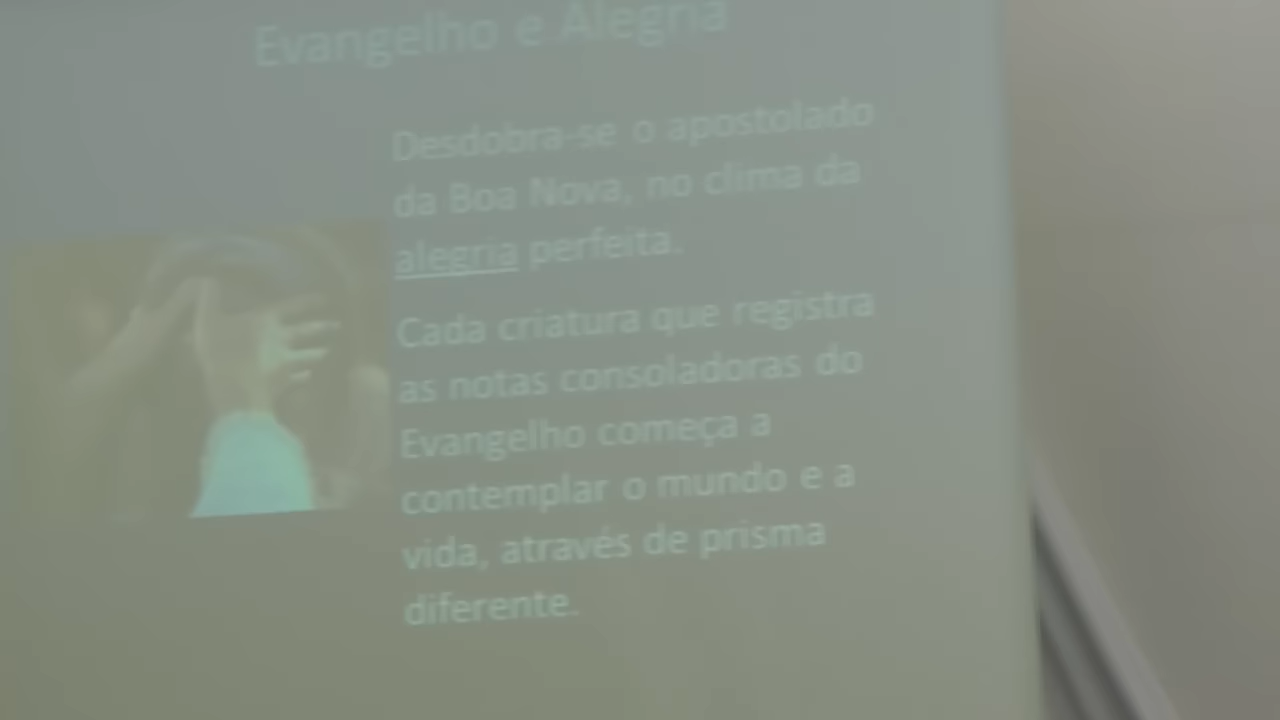 Evangelho e Alegria
Desdobra-se o apostolado
da Boa Nova, no clima da
alegria perfeita.
Cada criatura que registra
as notas consoladoras do
Evangelho começa a
contemplar o mundo e a
vida, através de prisma
diferente.